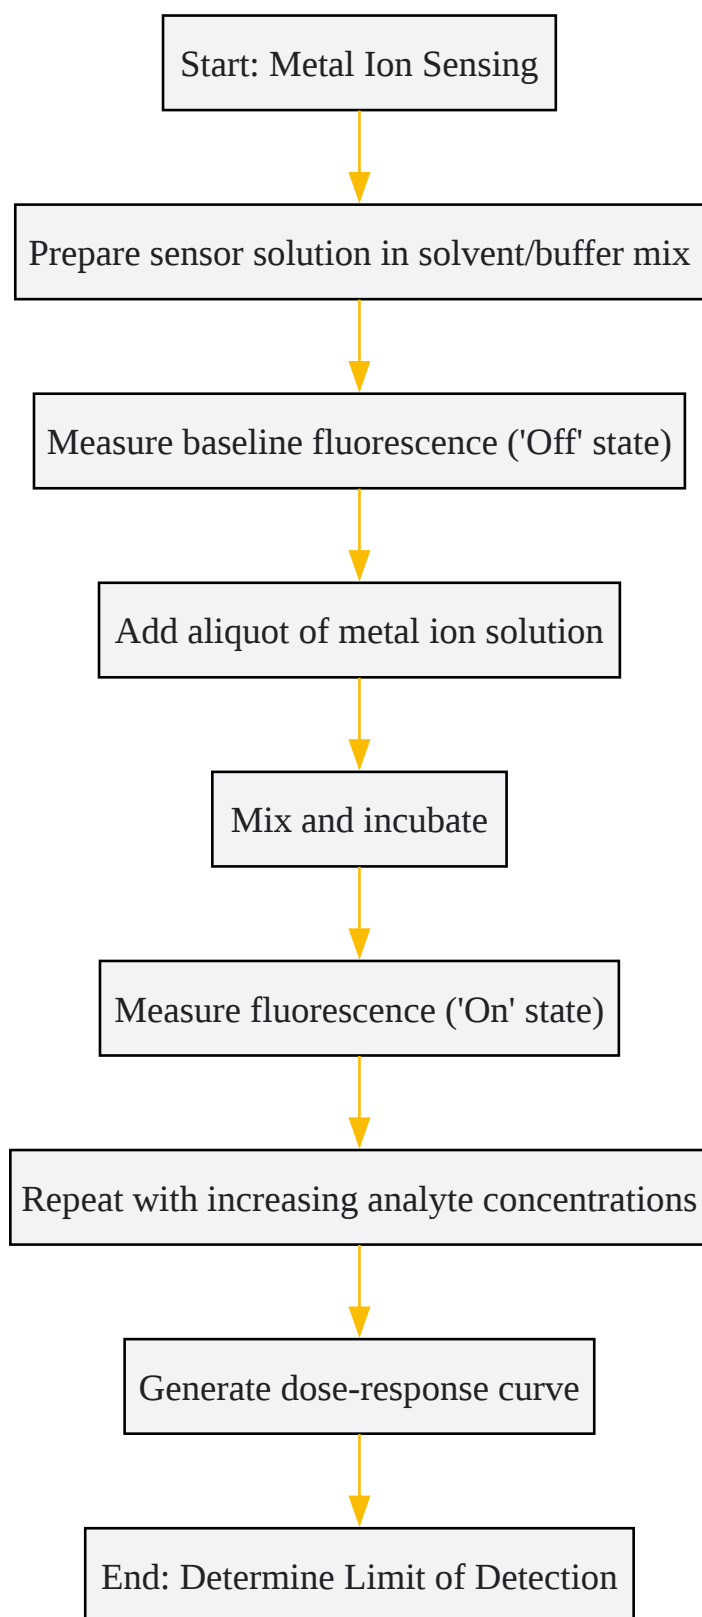 Start: Metal Ion Sensing
Prepare sensor solution in solvent/buffer mix
Measure baseline fluorescence ('Off' state)
Add aliquot of metal ion solution
Mix and incubate
Measure fluorescence ('On' state)
Repeat with increasing analyte concentrations
Generate dose-response curve
End: Determine Limit of Detection